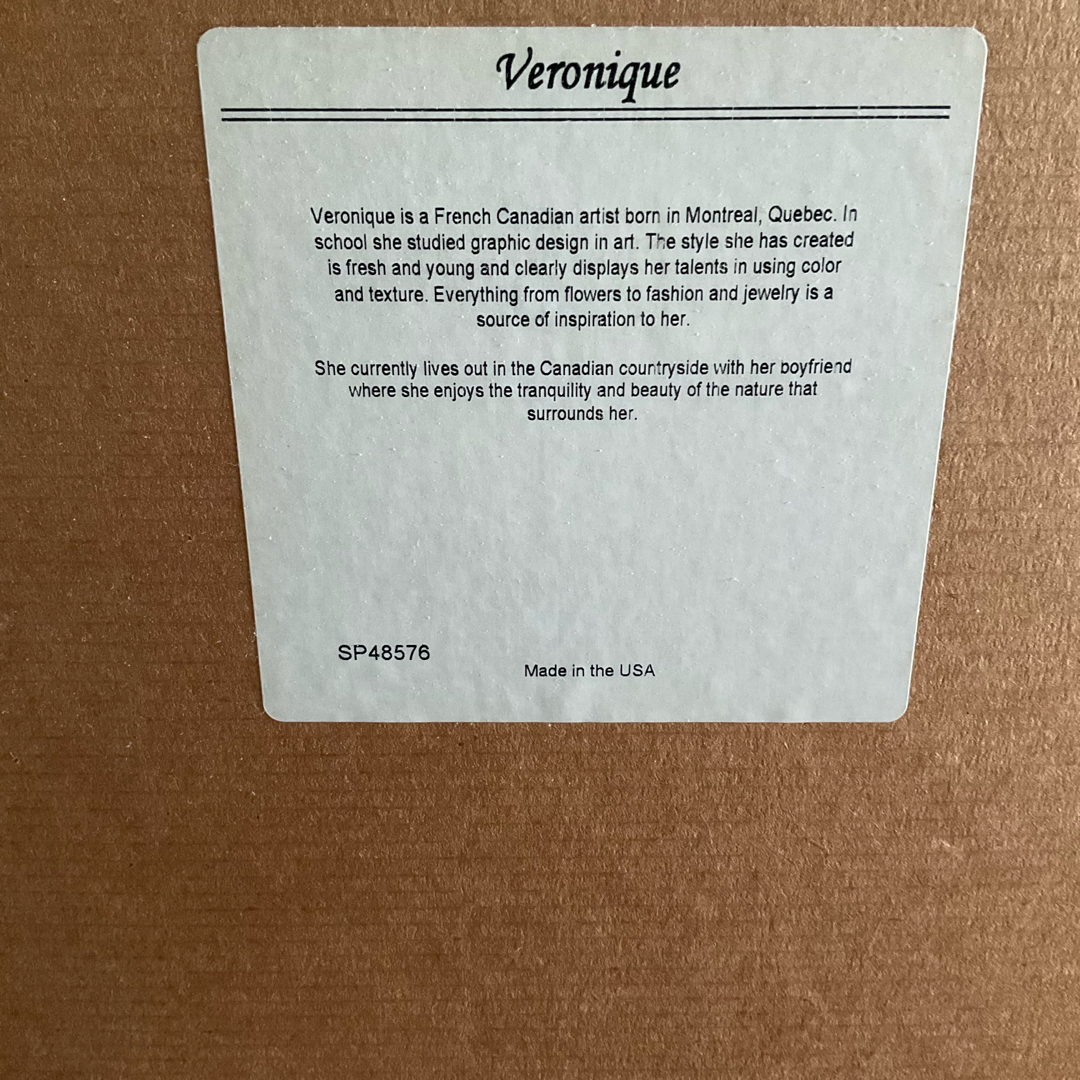 Veronique
Veronique is a French Canadian artist born in Montreal, Quebec. In
school she studied graphic design in art. The style she has created
is fresh and young and clearly displays her talents in using color
and texture. Everything from flowers to fashion and jewelry is a
source of inspiration to her.
She currently lives out in the Canadian countryside with her boyfriend
where she enjoys the tranquility and beauty of the nature that
surrounds her.
SP48576
Made in the USA